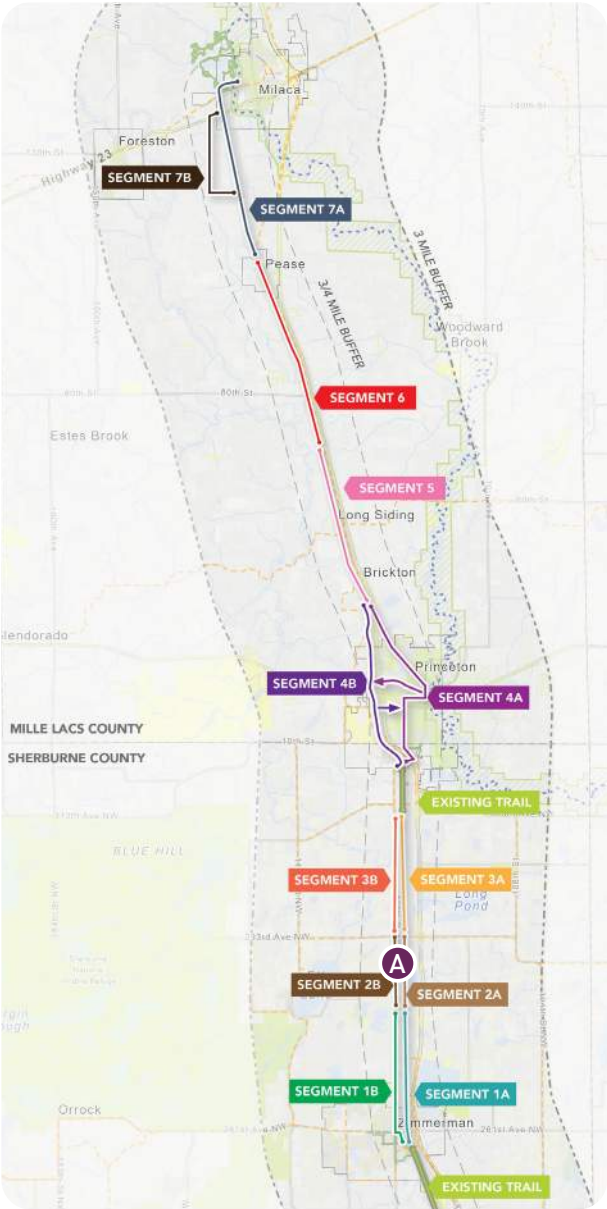 Milaca
Foreston
Highway 23
SEGMENT 7B
SEGMENT 7A
Pease
3 MILE BUFFER
3/4 MILE BUFFER
Woodward
Brook
80th St
SEGMENT 6
Estes Brook
SEGMENT 5
Long Siding
Brickton
Princeton
SEGMENT 4B
SEGMENT 4A
MILLE LACS COUNTY
SHERBURNE COUNTY
EXISTING TRAIL
BLUE HILL
SEGMENT 3B
SEGMENT 3A
Long
Pond
A
SEGMENT 2B
SEGMENT 2A
SEGMENT 1B
SEGMENT 1A
Orrock
Zimmerman
261st Ave NW
EXISTING TRAIL